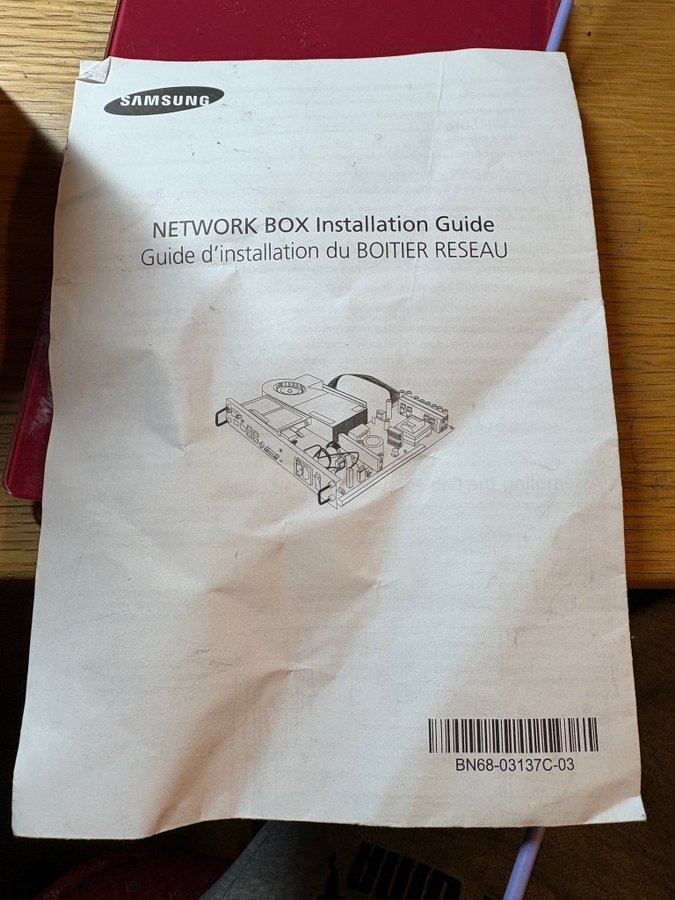 SAMSUNG
NETWORK BOX Installation Guide
Guide d'installation du BOITIER RESEAU
BN68-03137C-03